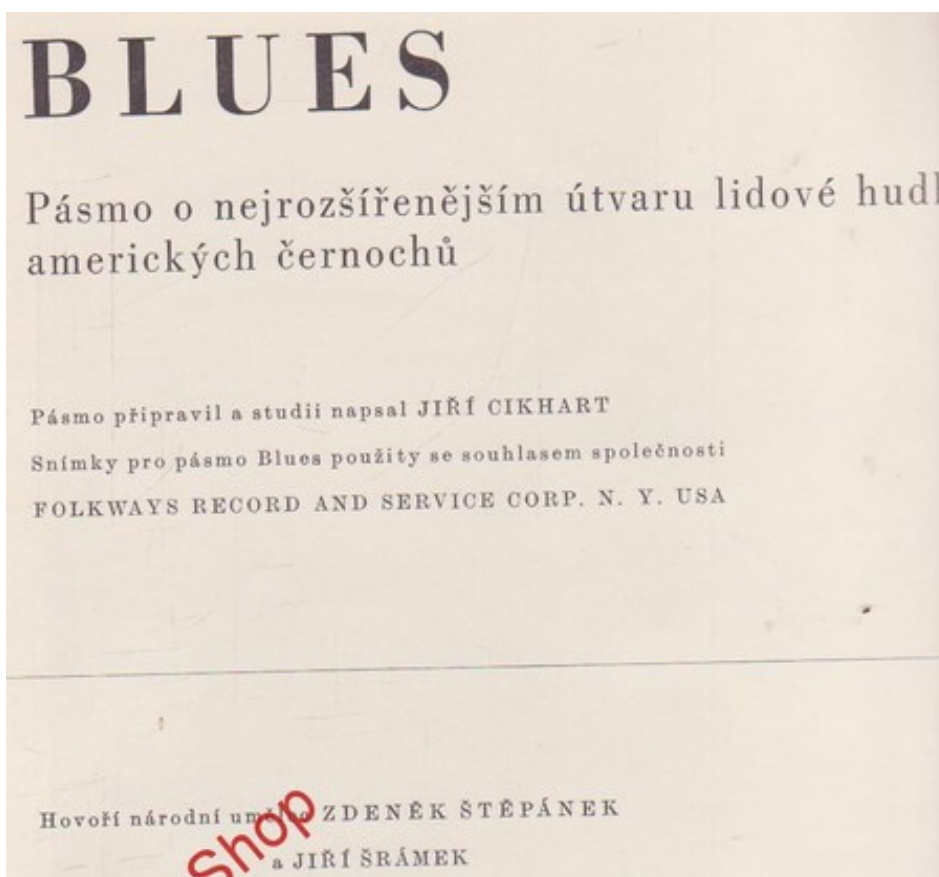 BLUES
Pásmo o nejrozšířenějším útvaru lidové hud
amerických černochů
Pásmo připravil a studii napsal JIŘÍ CIKHART
Snímky pro pásmo Blues použity se souhlasem společnosti
FOLKWAYS RECORD AND SERVICE CORP. N. Y. USA
Hovoří národní ZDENĚK ŠTĚPÁNEK
a JIŘÍ ŠRÁMEK
Shop